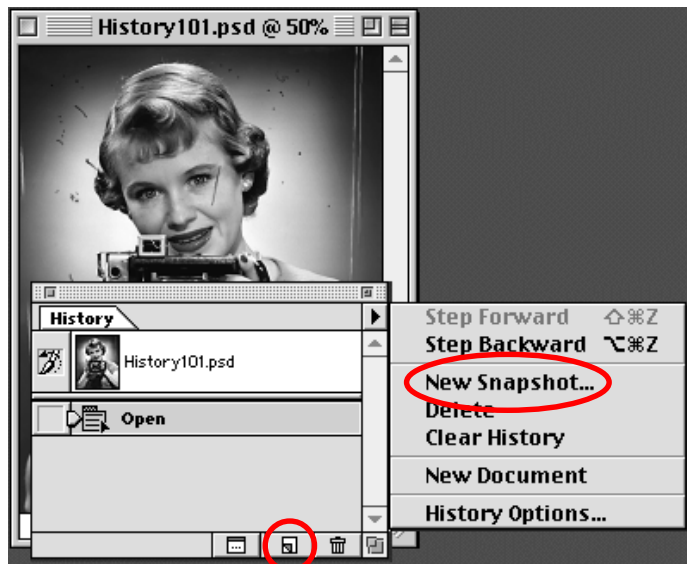 History101.psd @ 50%
History
History101.psd
Open
Step Forward ⇧⌘Z
Step Backward ⌥⌘Z
New Snapshot...
Delete
Clear History
New Document
History Options...